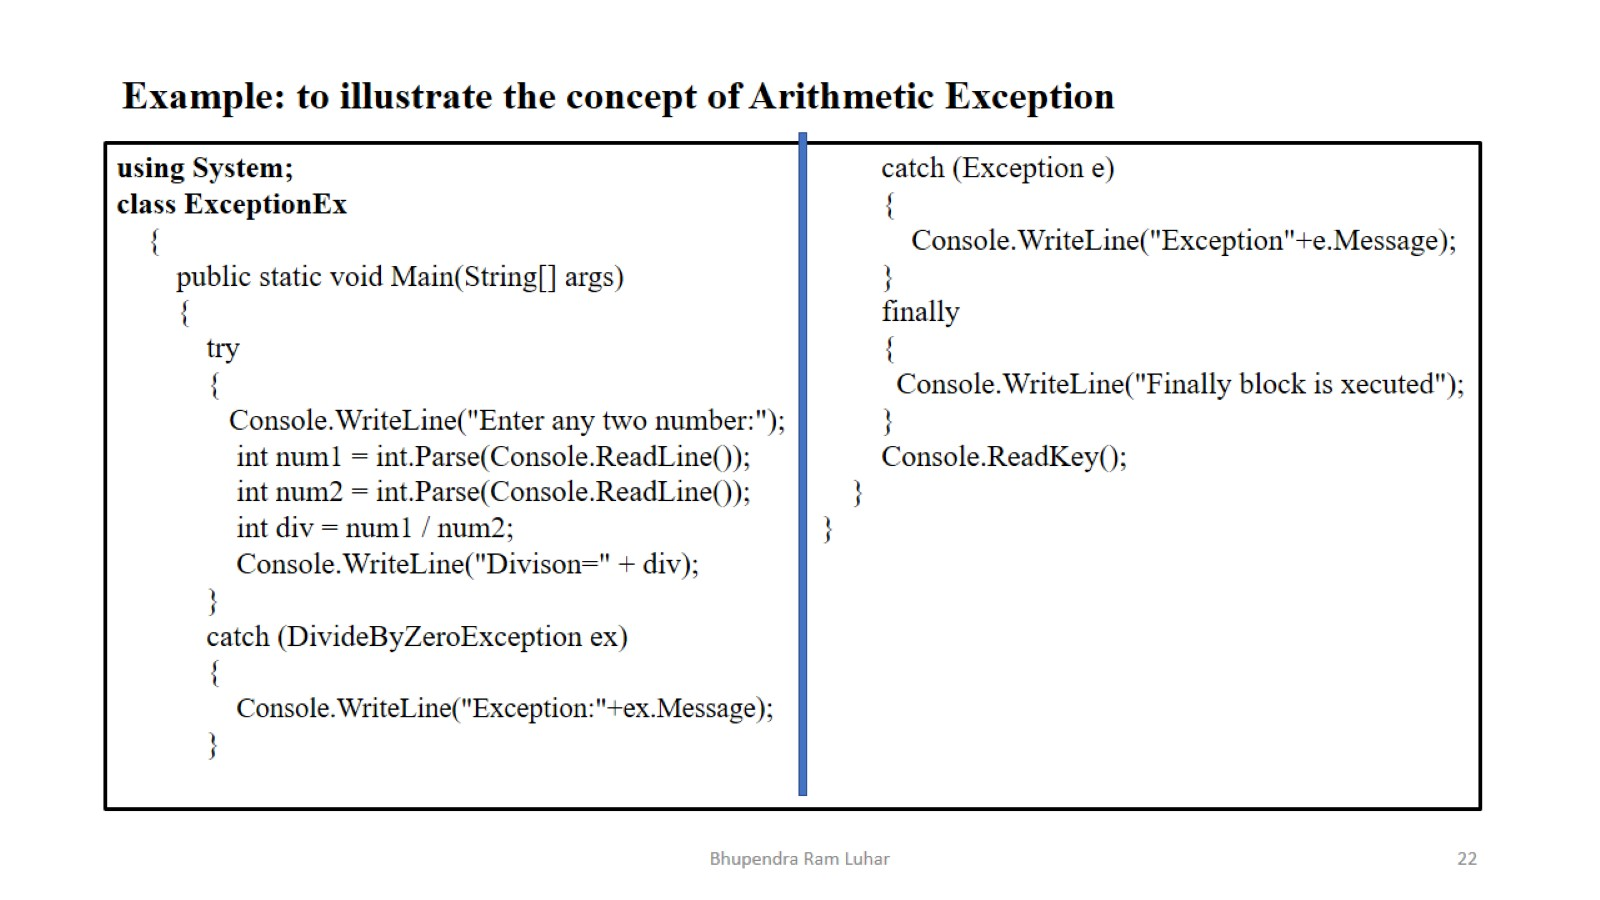 Example: to illustrate the concept of Arithmetic Exception
using System;
class ExceptionEx
{
public static void Main(String[] args)
{
try
{
Console.WriteLine("Enter any two number:");
int num1 = int.Parse(Console.ReadLine());
int num2 = int.Parse(Console.ReadLine());
int div = num1 / num2;
Console.WriteLine("Divison=" + div);
}
catch (DivideByZeroException ex)
{
Console.WriteLine("Exception:"+ex.Message);
}
catch (Exception e)
{
Console.WriteLine("Exception"+e.Message);
}
finally
{
Console.WriteLine("Finally block is xecuted");
}
Console.ReadKey();
}
}
Bhupendra Ram Luhar
22